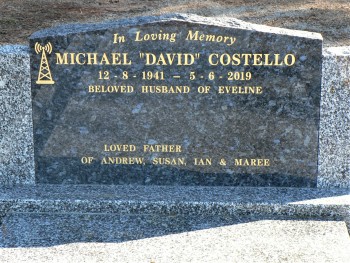 In Loving Memory
MICHAEL "DAVID" COSTELLO
12 - 8 - 1941 – 5 - 6 - 2019
BELOVED HUSBAND OF EVELINE
LOVED FATHER
OF ANDREW, SUSAN, IAN & MAREE